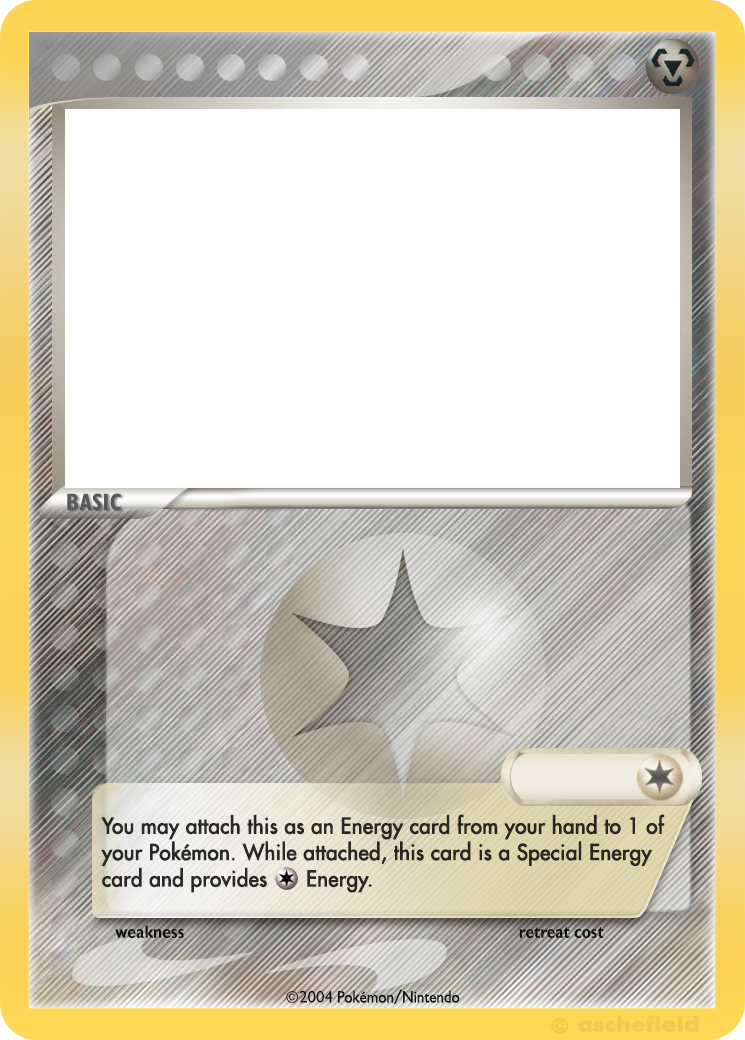 BASIC
You may attach this as an Energy card from your hand to 1 of
your Pokémon. While attached, this card is a Special Energy
card and provides Energy.
weakness
retreat cost
©2004 Pokémon/Nintendo
© aschefield